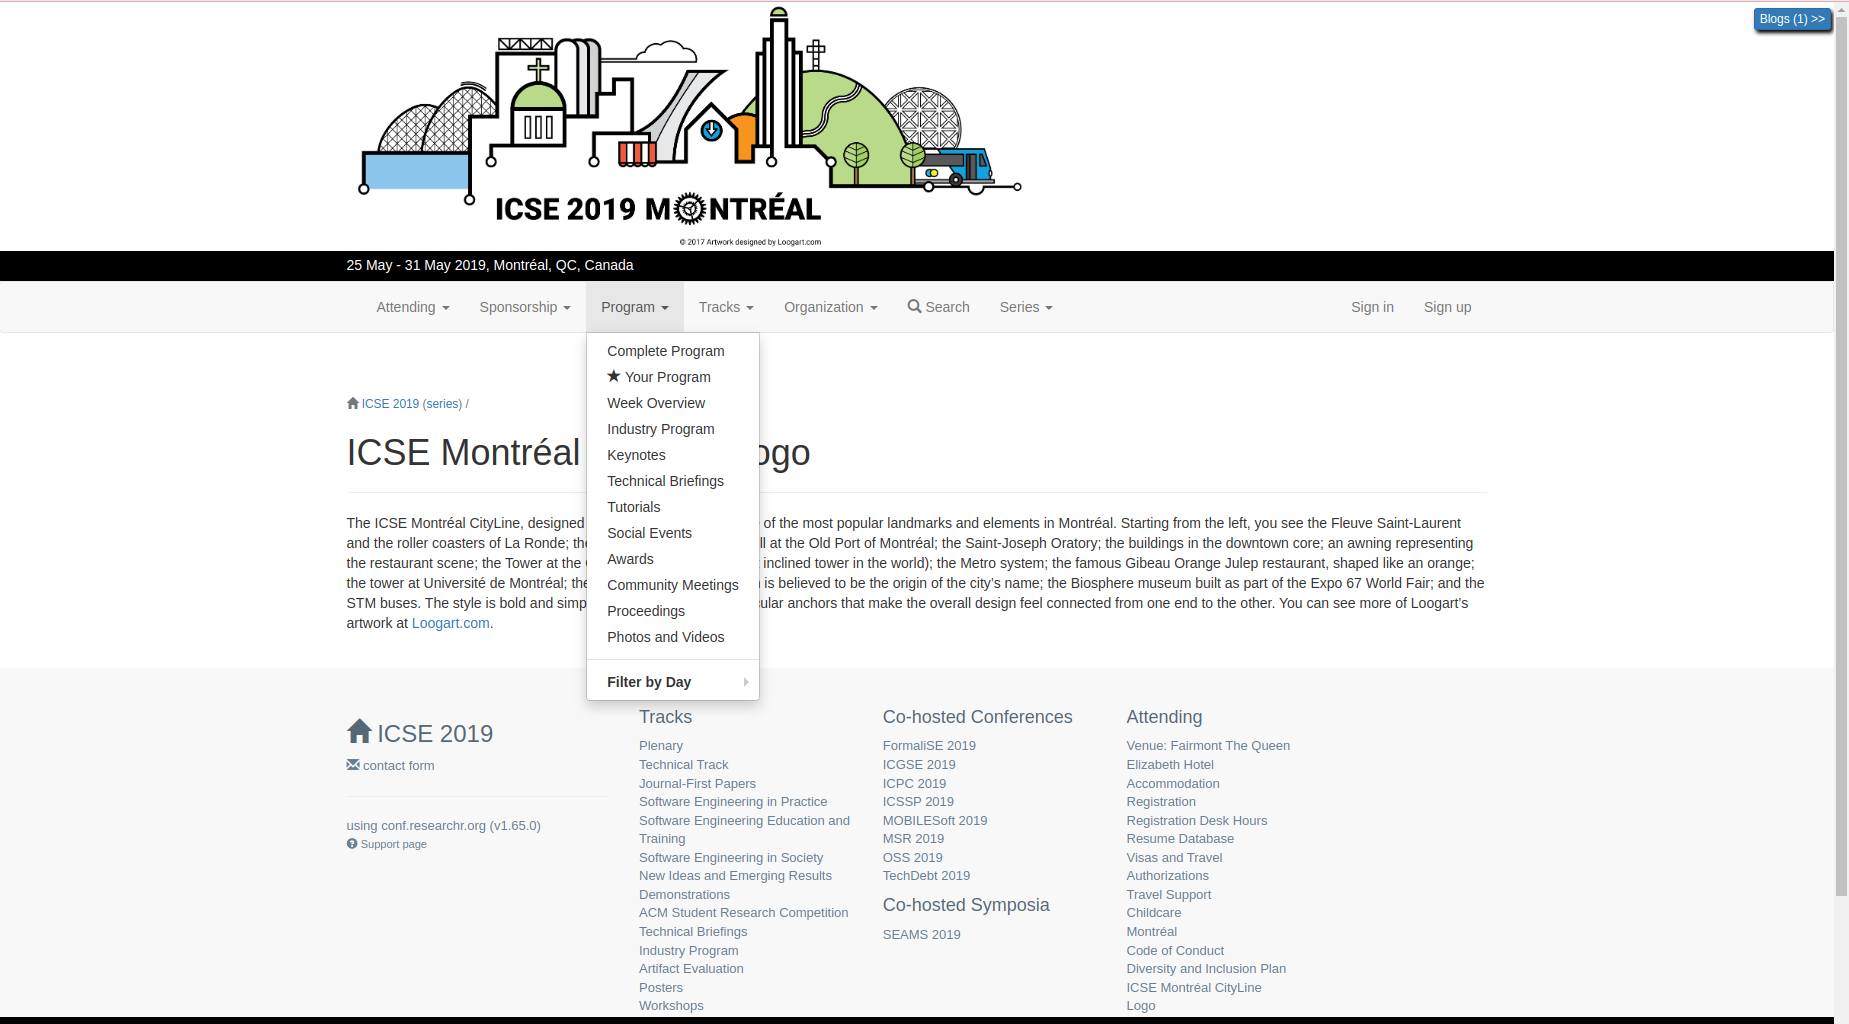 Blogs (1) >>
ICSE 2019 MONTRÉAL
© 2017 Artwork designed by Loogart.com
25 May - 31 May 2019, Montréal, QC, Canada
Attending
Sponsorship
Program
Tracks
Organization
Search
Series
Sign in
Sign up
Complete Program
Your Program
Week Overview
Industry Program
Keynotes
Technical Briefings
Tutorials
Social Events
Awards
Community Meetings
Proceedings
Photos and Videos
Filter by Day
ICSE 2019 (series) /
ICSE Montréal ogo
The ICSE Montréal CityLine, designed of the most popular landmarks and elements in Montréal. Starting from the left, you see the Fleuve Saint-Laurent
and the roller coasters of La Ronde; the ll at the Old Port of Montréal; the Saint-Joseph Oratory; the buildings in the downtown core; an awning representing
the restaurant scene; the Tower at the inclined tower in the world); the Metro system; the famous Gibeau Orange Julep restaurant, shaped like an orange;
the tower at Université de Montréal; the is believed to be the origin of the city's name; the Biosphere museum built as part of the Expo 67 World Fair; and the
STM buses. The style is bold and simp cular anchors that make the overall design feel connected from one end to the other. You can see more of Loogart's
artwork at Loogart.com.
ICSE 2019
contact form
using conf.researchr.org (v1.65.0)
Support page
Tracks
Plenary
Technical Track
Journal-First Papers
Software Engineering in Practice
Software Engineering Education and
Training
Software Engineering in Society
New Ideas and Emerging Results
Demonstrations
ACM Student Research Competition
Technical Briefings
Industry Program
Artifact Evaluation
Posters
Workshops
Co-hosted Conferences
FormaliSE 2019
ICGSE 2019
ICPC 2019
ICSSP 2019
MOBILESoft 2019
MSR 2019
OSS 2019
TechDebt 2019
Co-hosted Symposia
SEAMS 2019
Attending
Venue: Fairmont The Queen
Elizabeth Hotel
Accommodation
Registration
Registration Desk Hours
Resume Database
Visas and Travel
Authorizations
Travel Support
Childcare
Montréal
Code of Conduct
Diversity and Inclusion Plan
ICSE Montréal CityLine
Logo